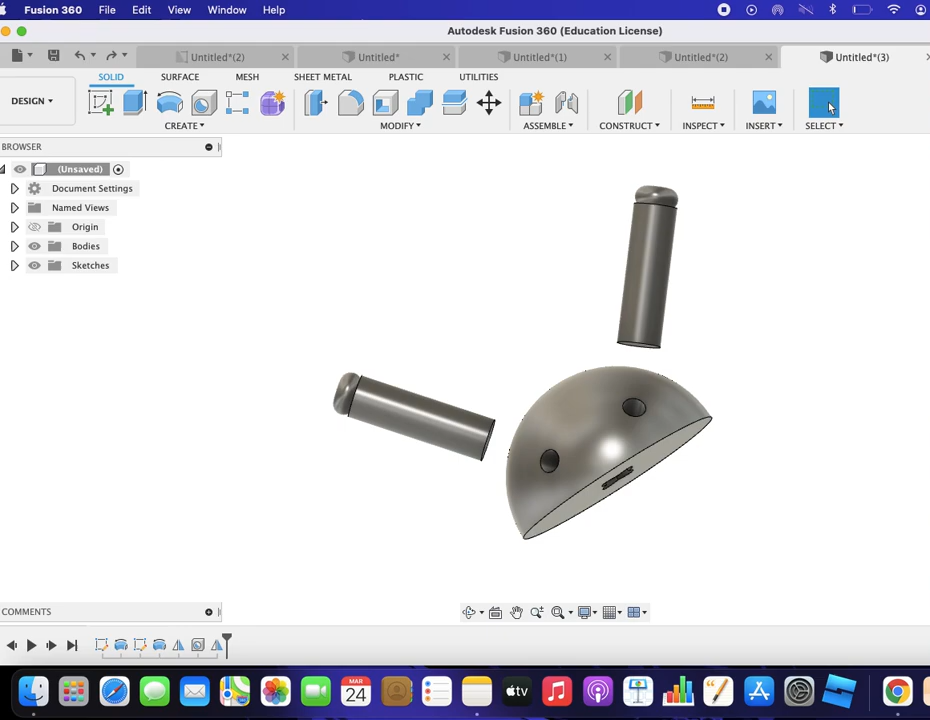 Fusion 360 File Edit View Window Help
Autodesk Fusion 360 (Education License)
Untitled*(2) Untitled* Untitled*(1) Untitled*(2) Untitled*(3)
SOLID SURFACE MESH SHEET METAL PLASTIC UTILITIES
DESIGN
CREATE MODIFY ASSEMBLE CONSTRUCT INSPECT INSERT SELECT
BROWSER
(Unsaved)
Document Settings
Named Views
Origin
Bodies
Sketches
COMMENTS
MAR
24
tv